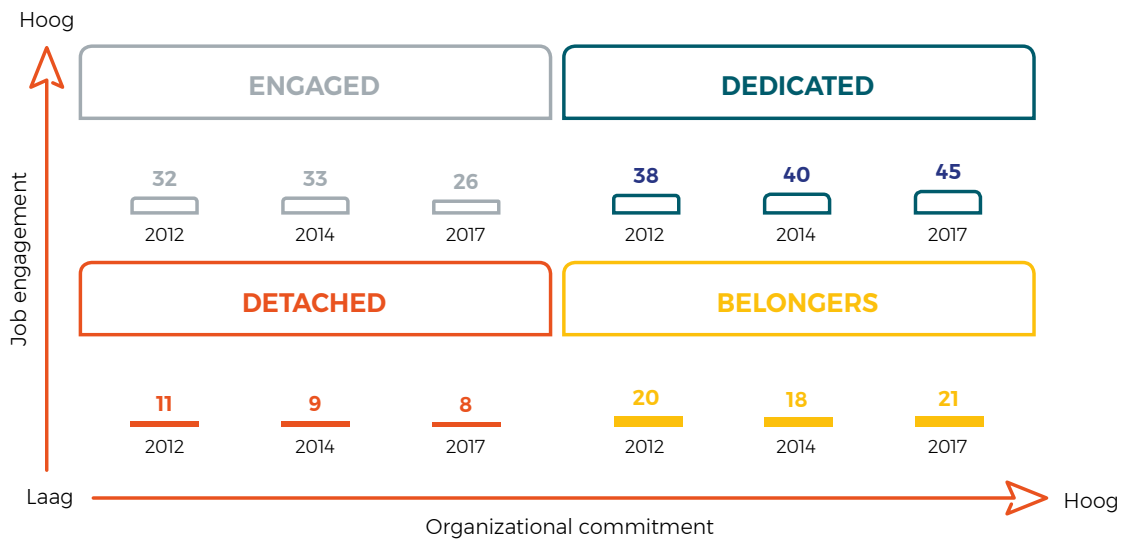 Hoog
ENGAGED
DEDICATED
32 33 26
38 40 45
2012 2014 2017
2012 2014 2017
Job engagement
DETACHED
BELONGERS
11 9 8
20 18 21
2012 2014 2017
2012 2014 2017
Laag
Hoog
Organizational commitment